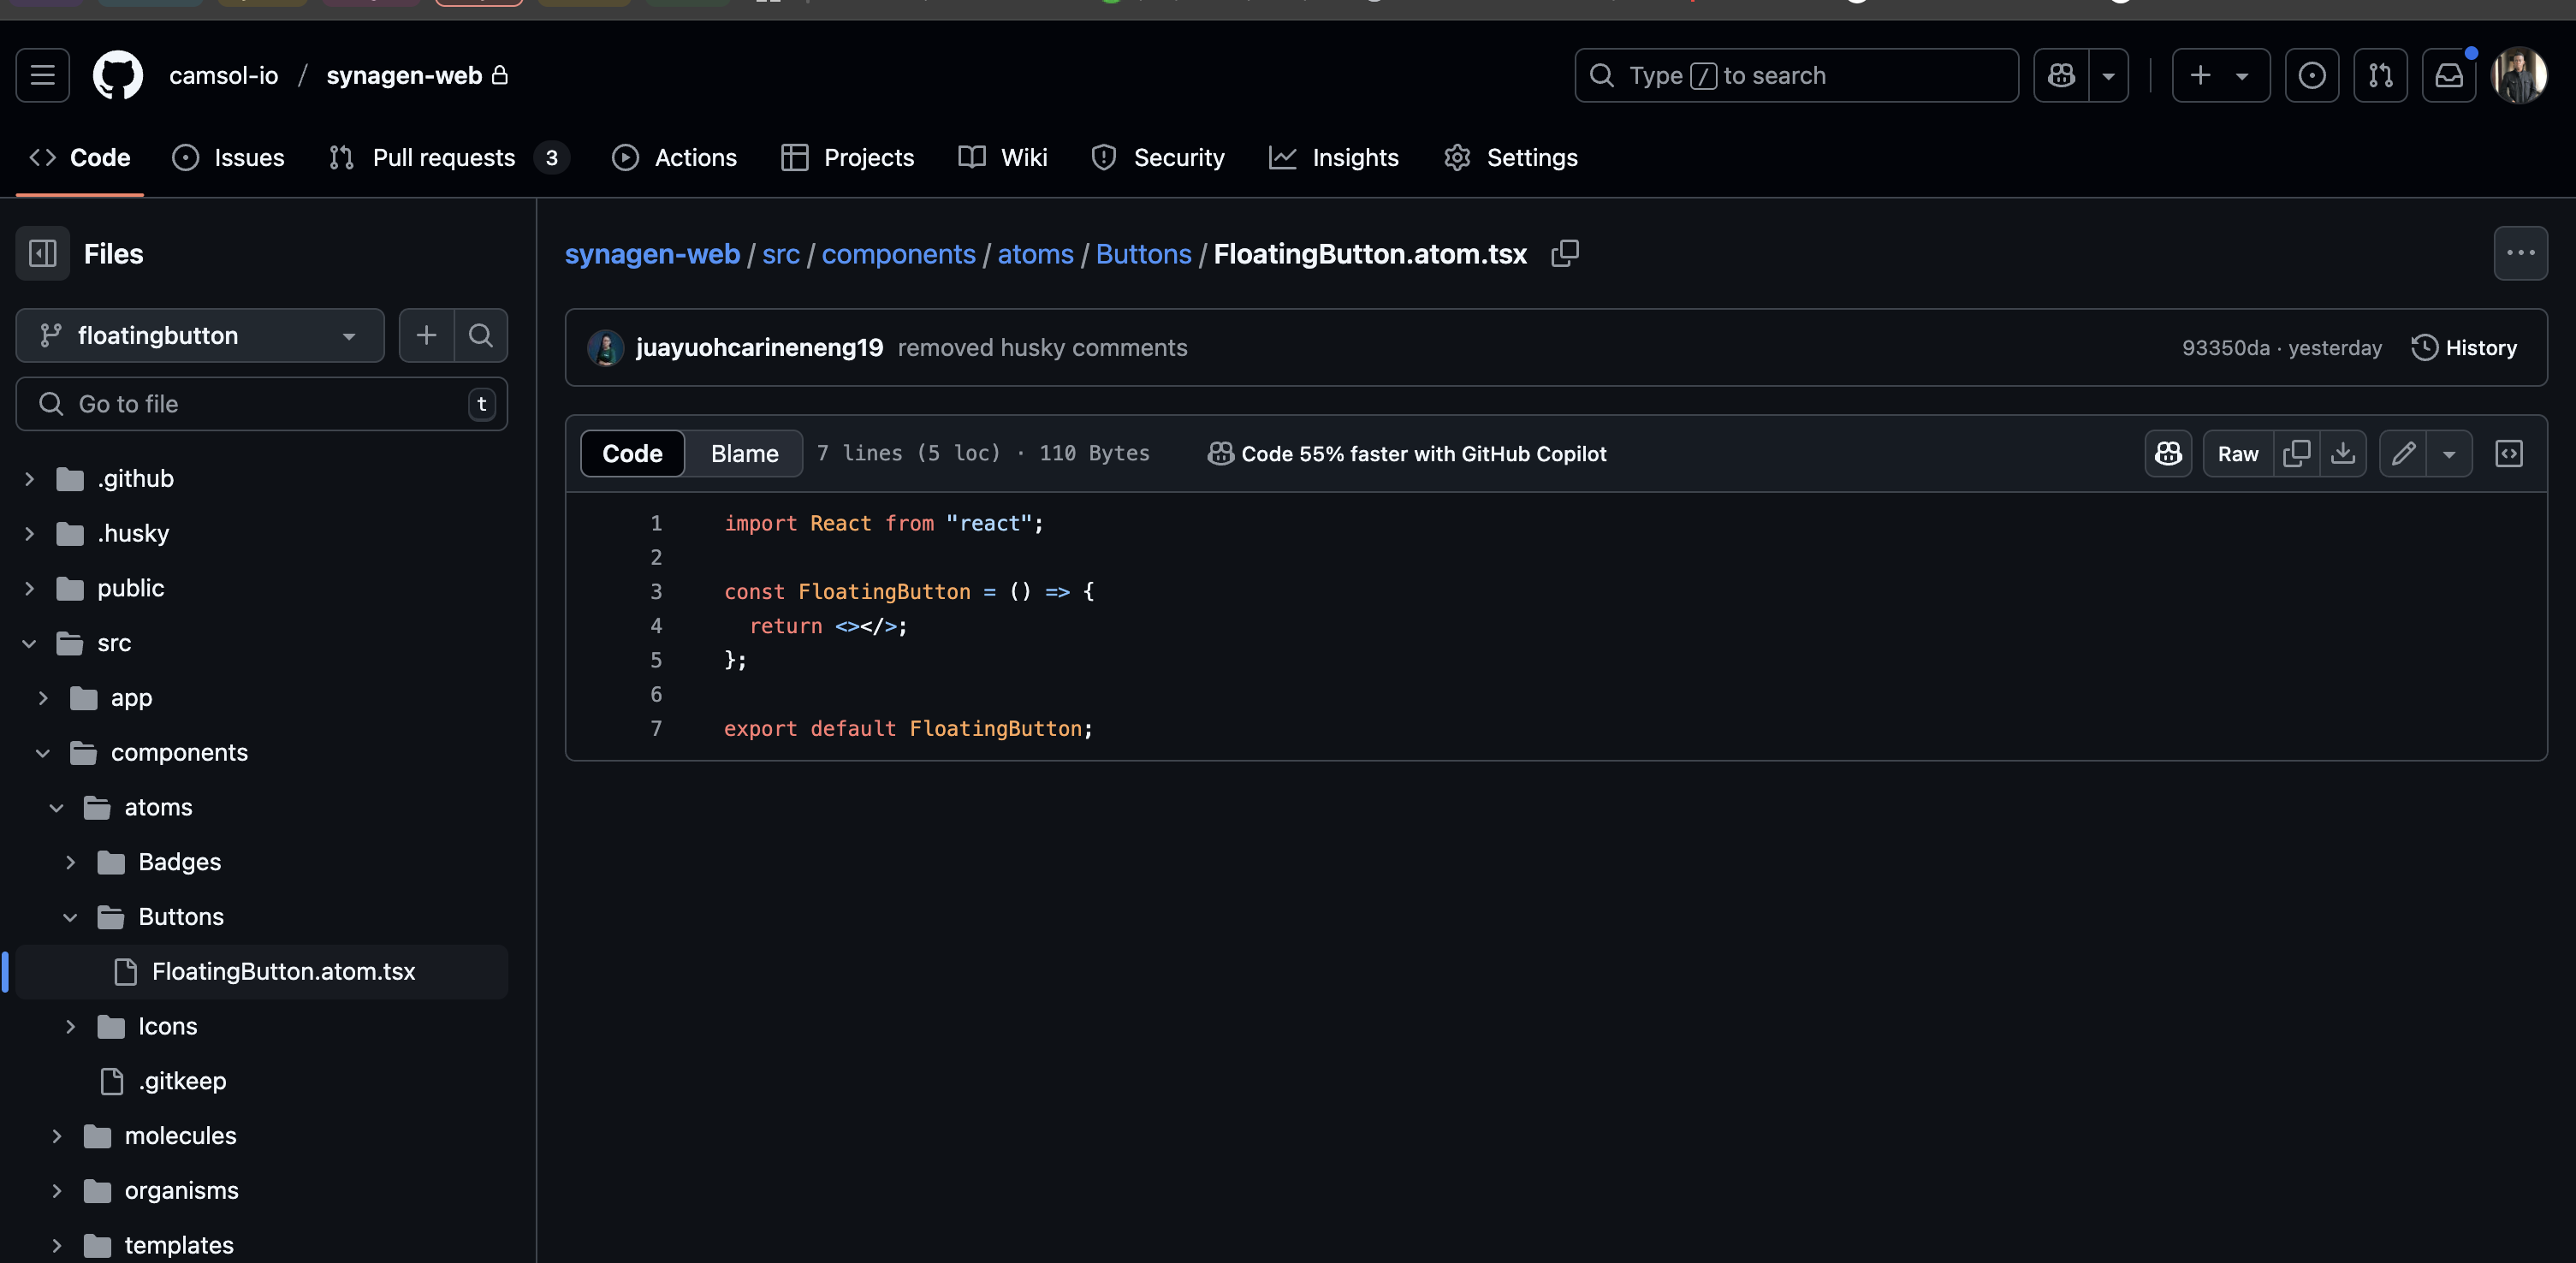 camsol-io / synagen-web
Type / to search
Code
Issues
Pull requests 3
Actions
Projects
Wiki
Security
Insights
Settings
Files
floatingbutton
Go to file
t
.github
.husky
public
src
app
components
atoms
Badges
Buttons
FloatingButton.atom.tsx
Icons
.gitkeep
molecules
organisms
templates
synagen-web / src / components / atoms / Buttons / FloatingButton.atom.tsx
juayuohcarineneng19 removed husky comments
93350da · yesterday
History
Code
Blame
7 lines (5 loc) · 110 Bytes
Code 55% faster with GitHub Copilot
Raw
1 import React from "react";
2
3 const FloatingButton = () => {
4 return <></>;
5 };
6
7 export default FloatingButton;